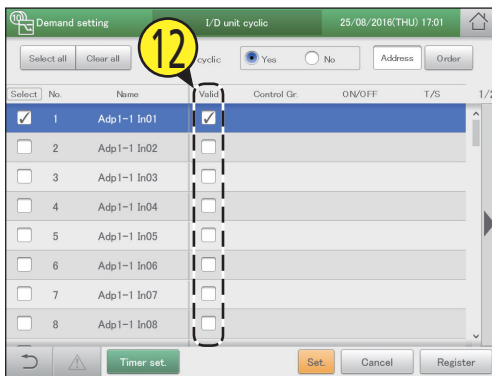 100% Demand setting I/D unit cyclic 25/08/2016(THU) 17:01
Select all Clear all 12 cyclic Yes No Address Order
Select No. Name Valid Control Gr. ON/OFF T/S 1/2
1 Adp1-1 In01
2 Adp1-1 In02
3 Adp1-1 In03
4 Adp1-1 In04
5 Adp1-1 In05
6 Adp1-1 In06
7 Adp1-1 In07
8 Adp1-1 In08
Timer set. Set. Cancel Register